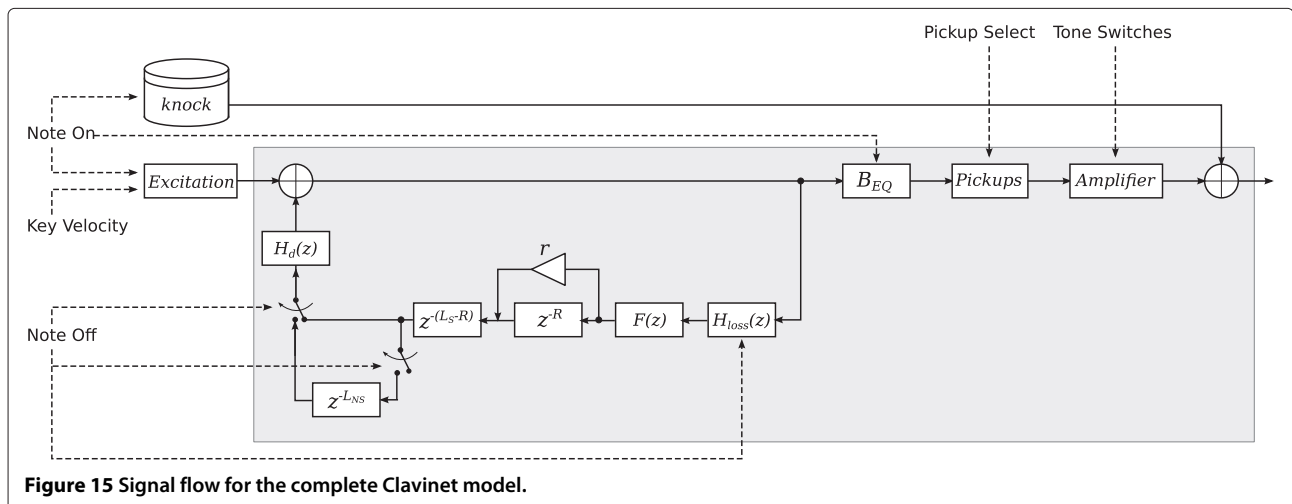 Pickup Select Tone Switches
knock
Note On
Excitation
B_EQ
Pickups
Amplifier
Key Velocity
H_d(z)
r
z^-(L_S-R)
z^-R
F(z)
H_loss(z)
Note Off
z^-L_NS
Figure 15 Signal flow for the complete Clavinet model.